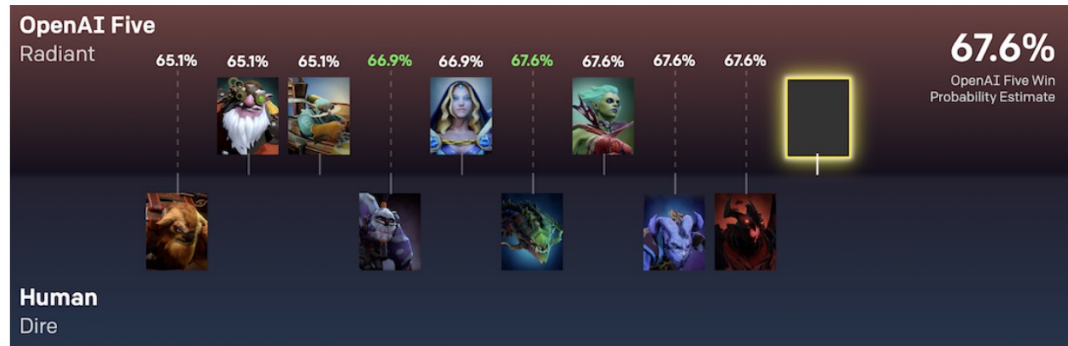 OpenAI Five
Radiant
65.1%
65.1%
65.1%
66.9%
66.9%
67.6%
67.6%
67.6%
67.6%
67.6%
OpenAI Five Win
Probability Estimate
Human
Dire